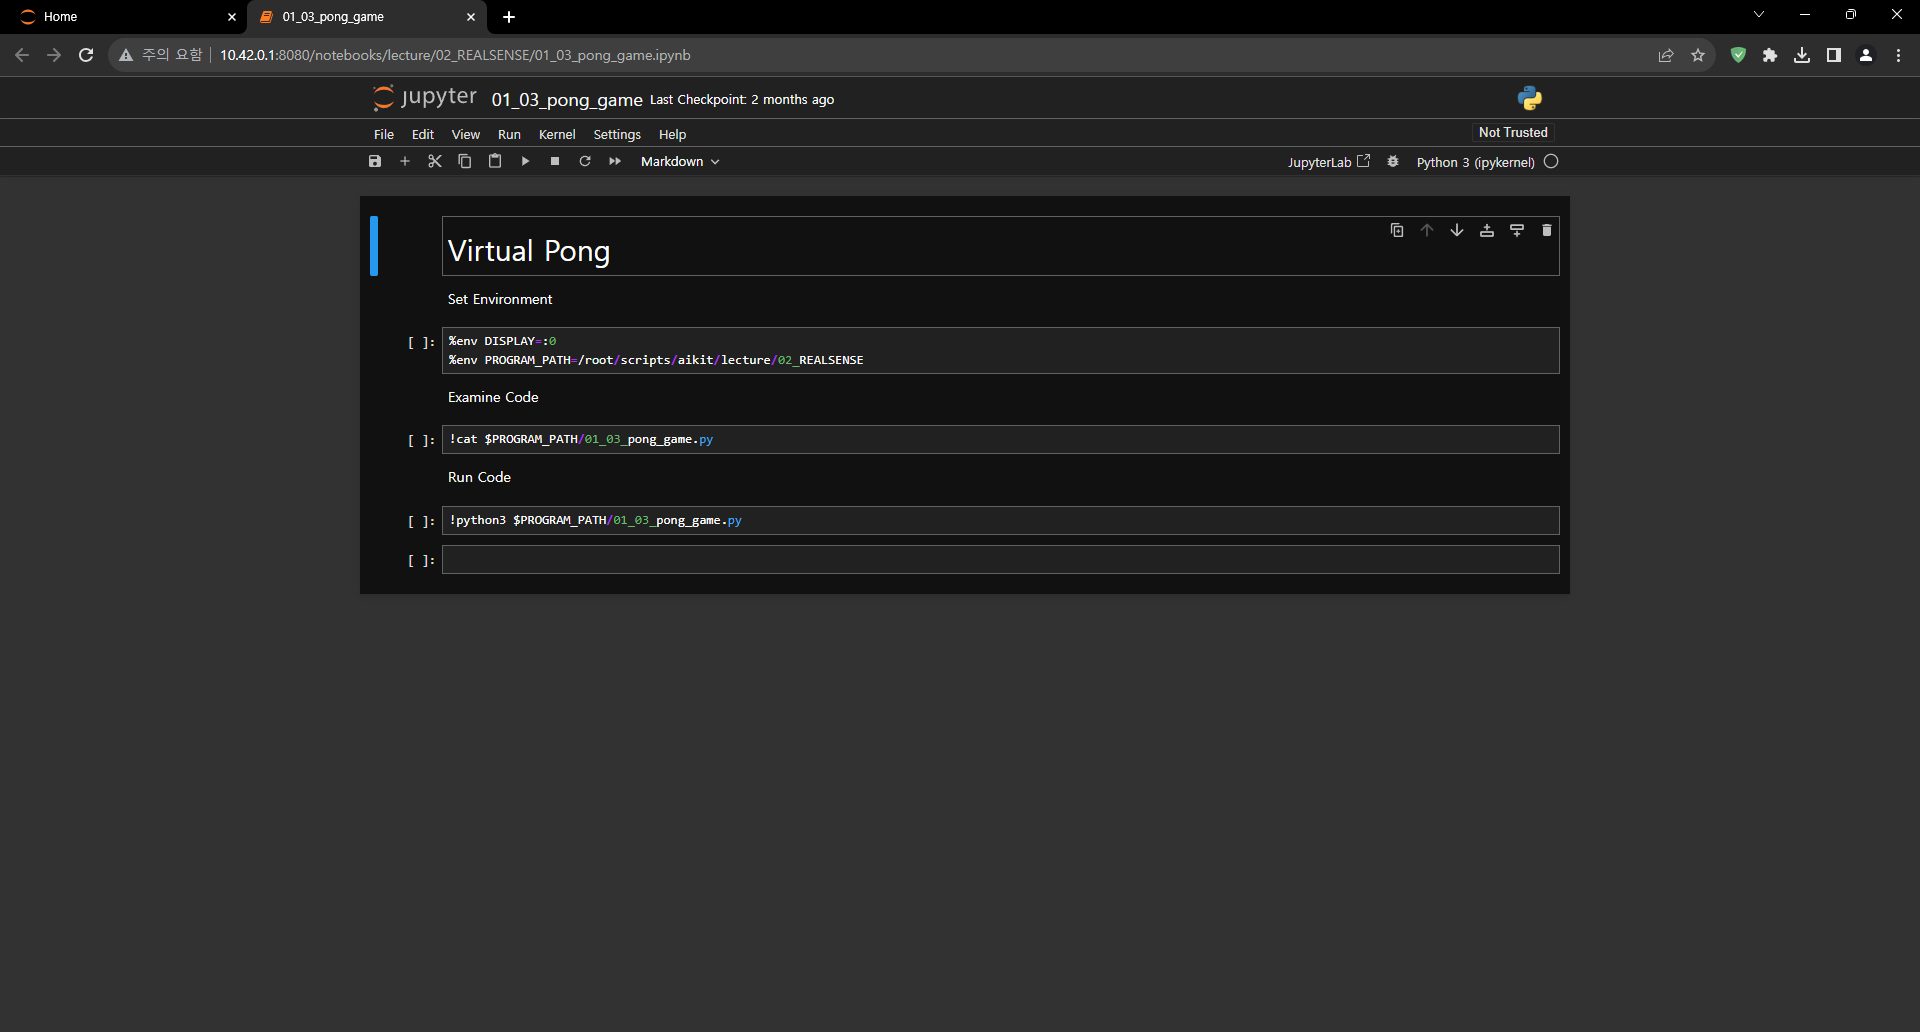 Home
01_03_pong_game
주의 요함
10.42.0.1:8080/notebooks/lecture/02_REALSENSE/01_03_pong_game.ipynb
jupyter
01_03_pong_game
Last Checkpoint: 2 months ago
File Edit View Run Kernel Settings Help
Not Trusted
Markdown
JupyterLab
Python 3 (ipykernel)
Virtual Pong
Set Environment
[ ]:
%env DISPLAY=:0
%env PROGRAM_PATH=/root/scripts/aikit/lecture/02_REALSENSE
Examine Code
[ ]:
!cat $PROGRAM_PATH/01_03_pong_game.py
Run Code
[ ]:
!python3 $PROGRAM_PATH/01_03_pong_game.py
[ ]: